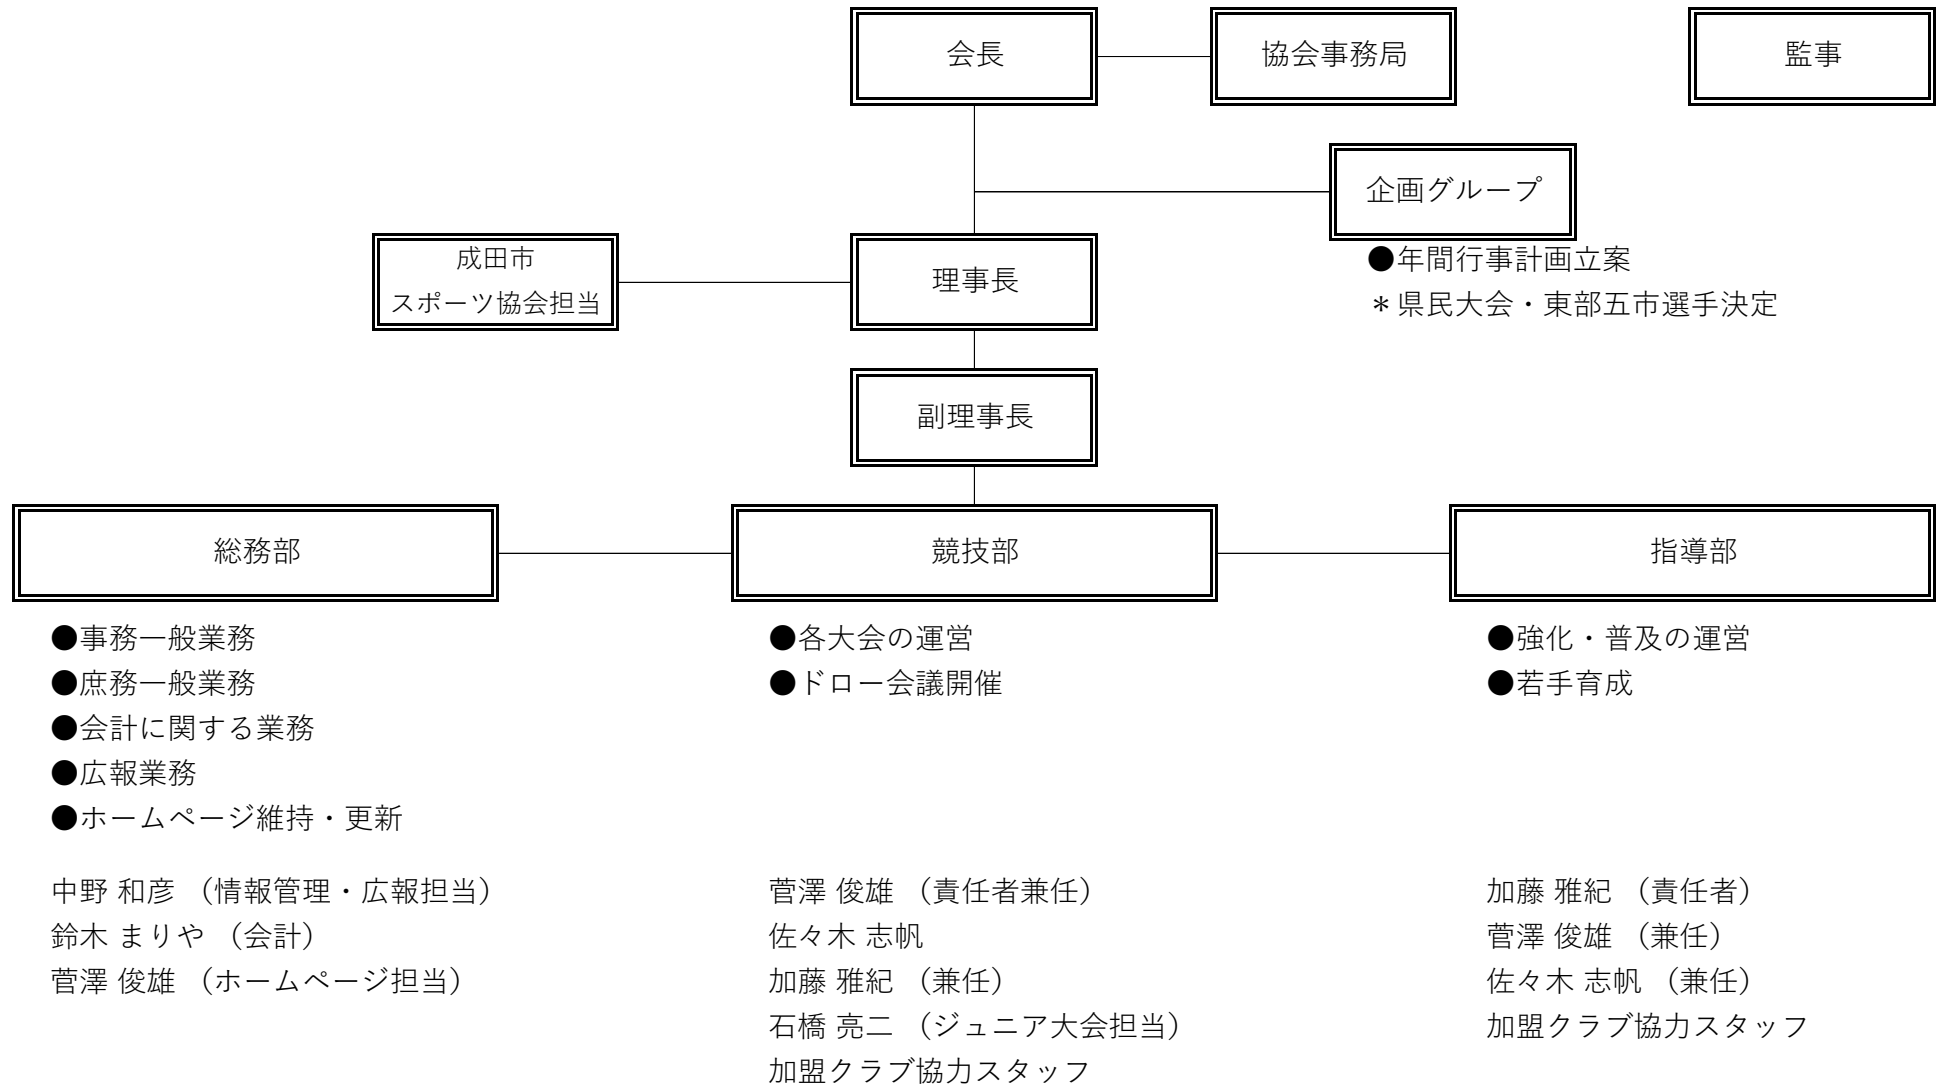 会長
協会事務局
監事
企画グループ
●年間行事計画立案
＊県民大会・東部五市選手決定
成田市
スポーツ協会担当
理事長
副理事長
総務部
●事務一般業務
●庶務一般業務
●会計に関する業務
●広報業務
●ホームページ維持・更新
中野 和彦 （情報管理・広報担当）
鈴木 まりや （会計）
菅澤 俊雄 （ホームページ担当）
競技部
●各大会の運営
●ドロー会議開催
菅澤 俊雄 （責任者兼任）
佐々木 志帆
加藤 雅紀 （兼任）
石橋 亮二 （ジュニア大会担当）
加盟クラブ協力スタッフ
指導部
●強化・普及の運営
●若手育成
加藤 雅紀 （責任者）
菅澤 俊雄 （兼任）
佐々木 志帆 （兼任）
加盟クラブ協力スタッフ